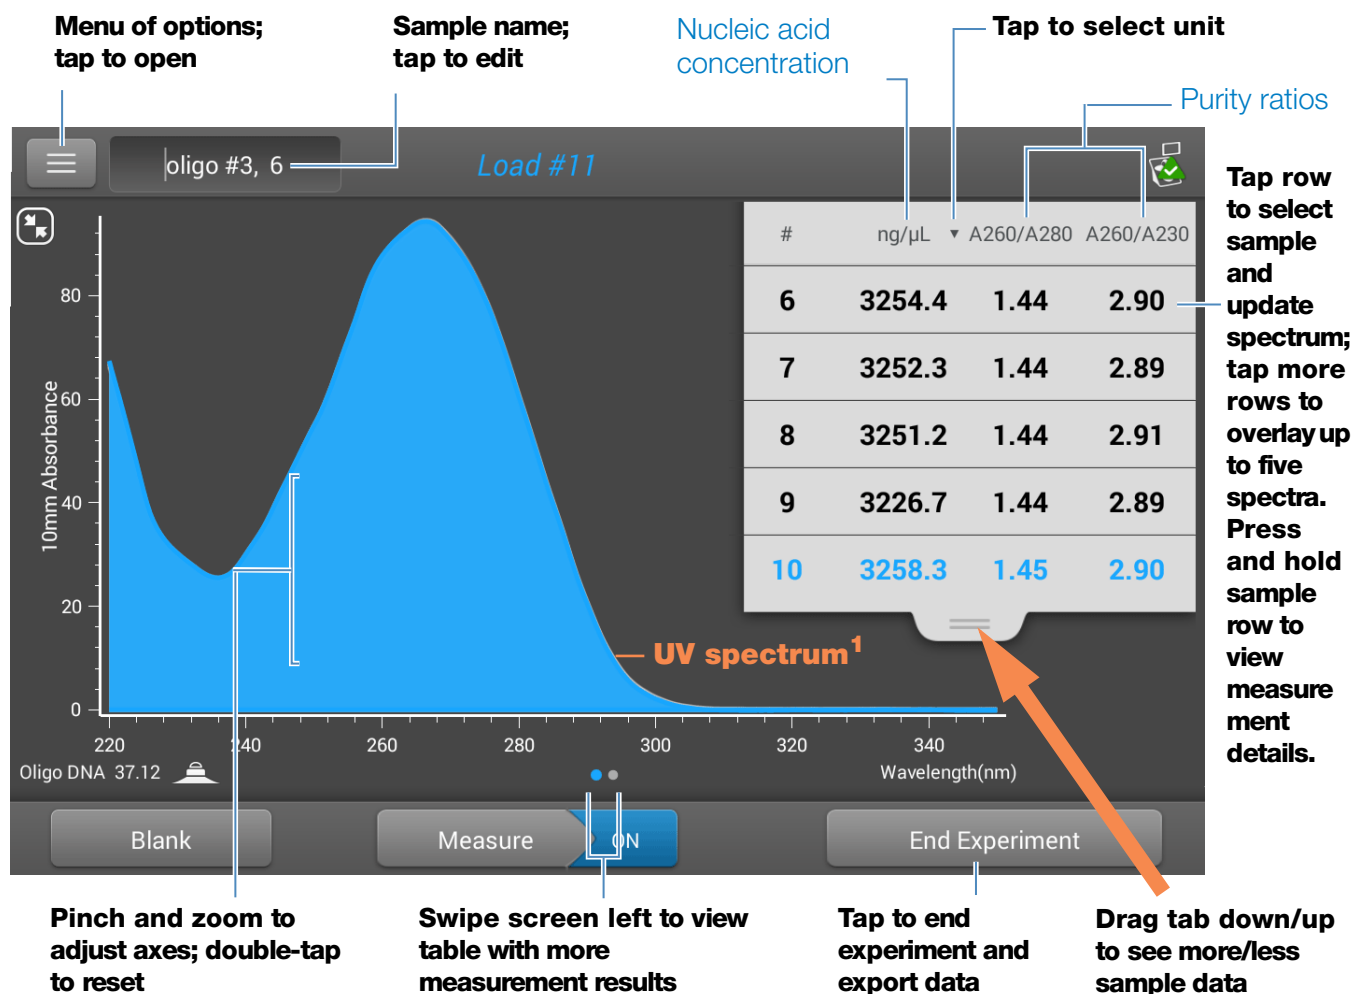 Menu of options;
tap to open
Sample name;
tap to edit
Nucleic acid
concentration
Tap to select unit
Purity ratios
oligo #3, 6
Load #11
Tap row
to select
sample
and
update
spectrum;
tap more
rows to
overlay up
to five
spectra.
Press
and hold
sample
row to
view
measure
ment
details.
# ng/µL ▼ A260/A280 A260/A230
6 3254.4 1.44 2.90
7 3252.3 1.44 2.89
8 3251.2 1.44 2.91
9 3226.7 1.44 2.89
10 3258.3 1.45 2.90
10mm Absorbance
80
60
40
20
0
UV spectrum¹
220 240 260 280 300 320 340
Oligo DNA 37.12
Wavelength(nm)
Blank
Measure
ON
End Experiment
Pinch and zoom to
adjust axes; double-tap
to reset
Swipe screen left to view
table with more
measurement results
Tap to end
experiment and
export data
Drag tab down/up
to see more/less
sample data